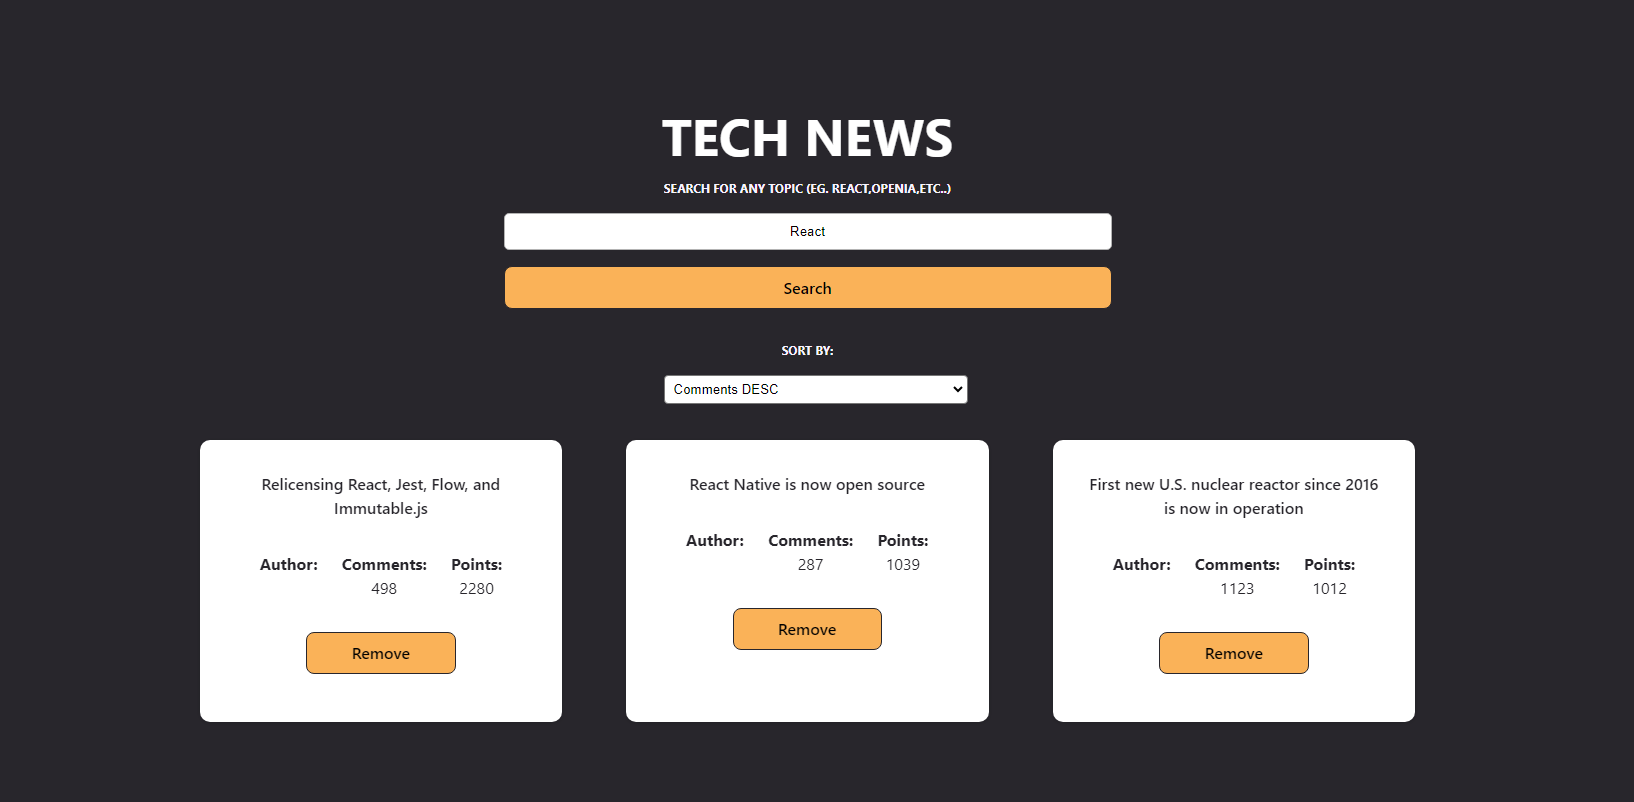 TECH NEWS
SEARCH FOR ANY TOPIC (EG. REACT,OPENIA,ETC..)
React
Search
SORT BY:
Comments DESC
Relicensing React, Jest, Flow, and
Immutable.js
Author: Comments: Points:
498 2280
Remove
React Native is now open source
Author: Comments: Points:
287 1039
Remove
First new U.S. nuclear reactor since 2016
is now in operation
Author: Comments: Points:
1123 1012
Remove